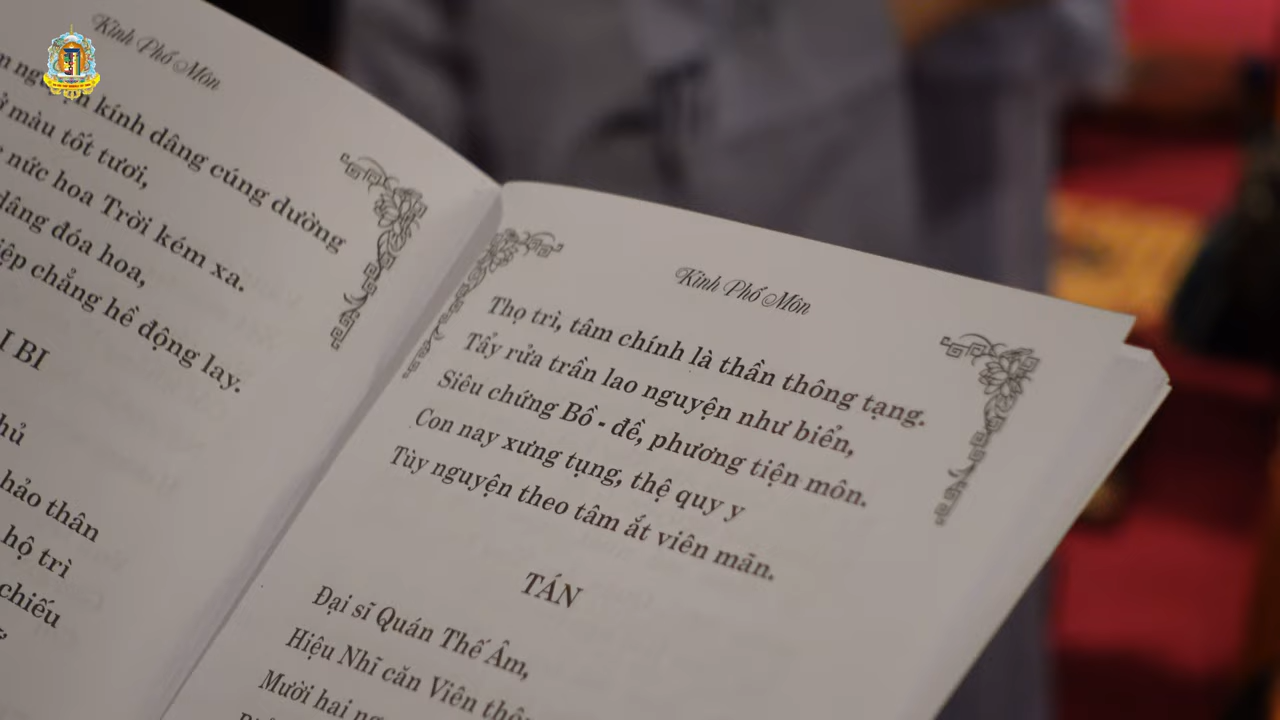 Kinh Phổ Môn
kính dâng cúng dường
màu tốt tươi,
nức hoa Trời kém xa.
dâng đóa hoa,
chẳng hề động lay.
BI
hảo thân
hộ trì
chiếu
Kinh Phổ Môn
Thọ trì, tâm chính là thần thông tạng.
Tẩy rửa trần lao nguyện như biển,
Siêu chứng Bồ - đề, phương tiện môn.
Con nay xưng tụng, thệ quy y
Tùy nguyện theo tâm ắt viên mãn.
TÁN
Đại sĩ Quán Thế Âm,
Hiệu Nhĩ căn Viên
Mười hai